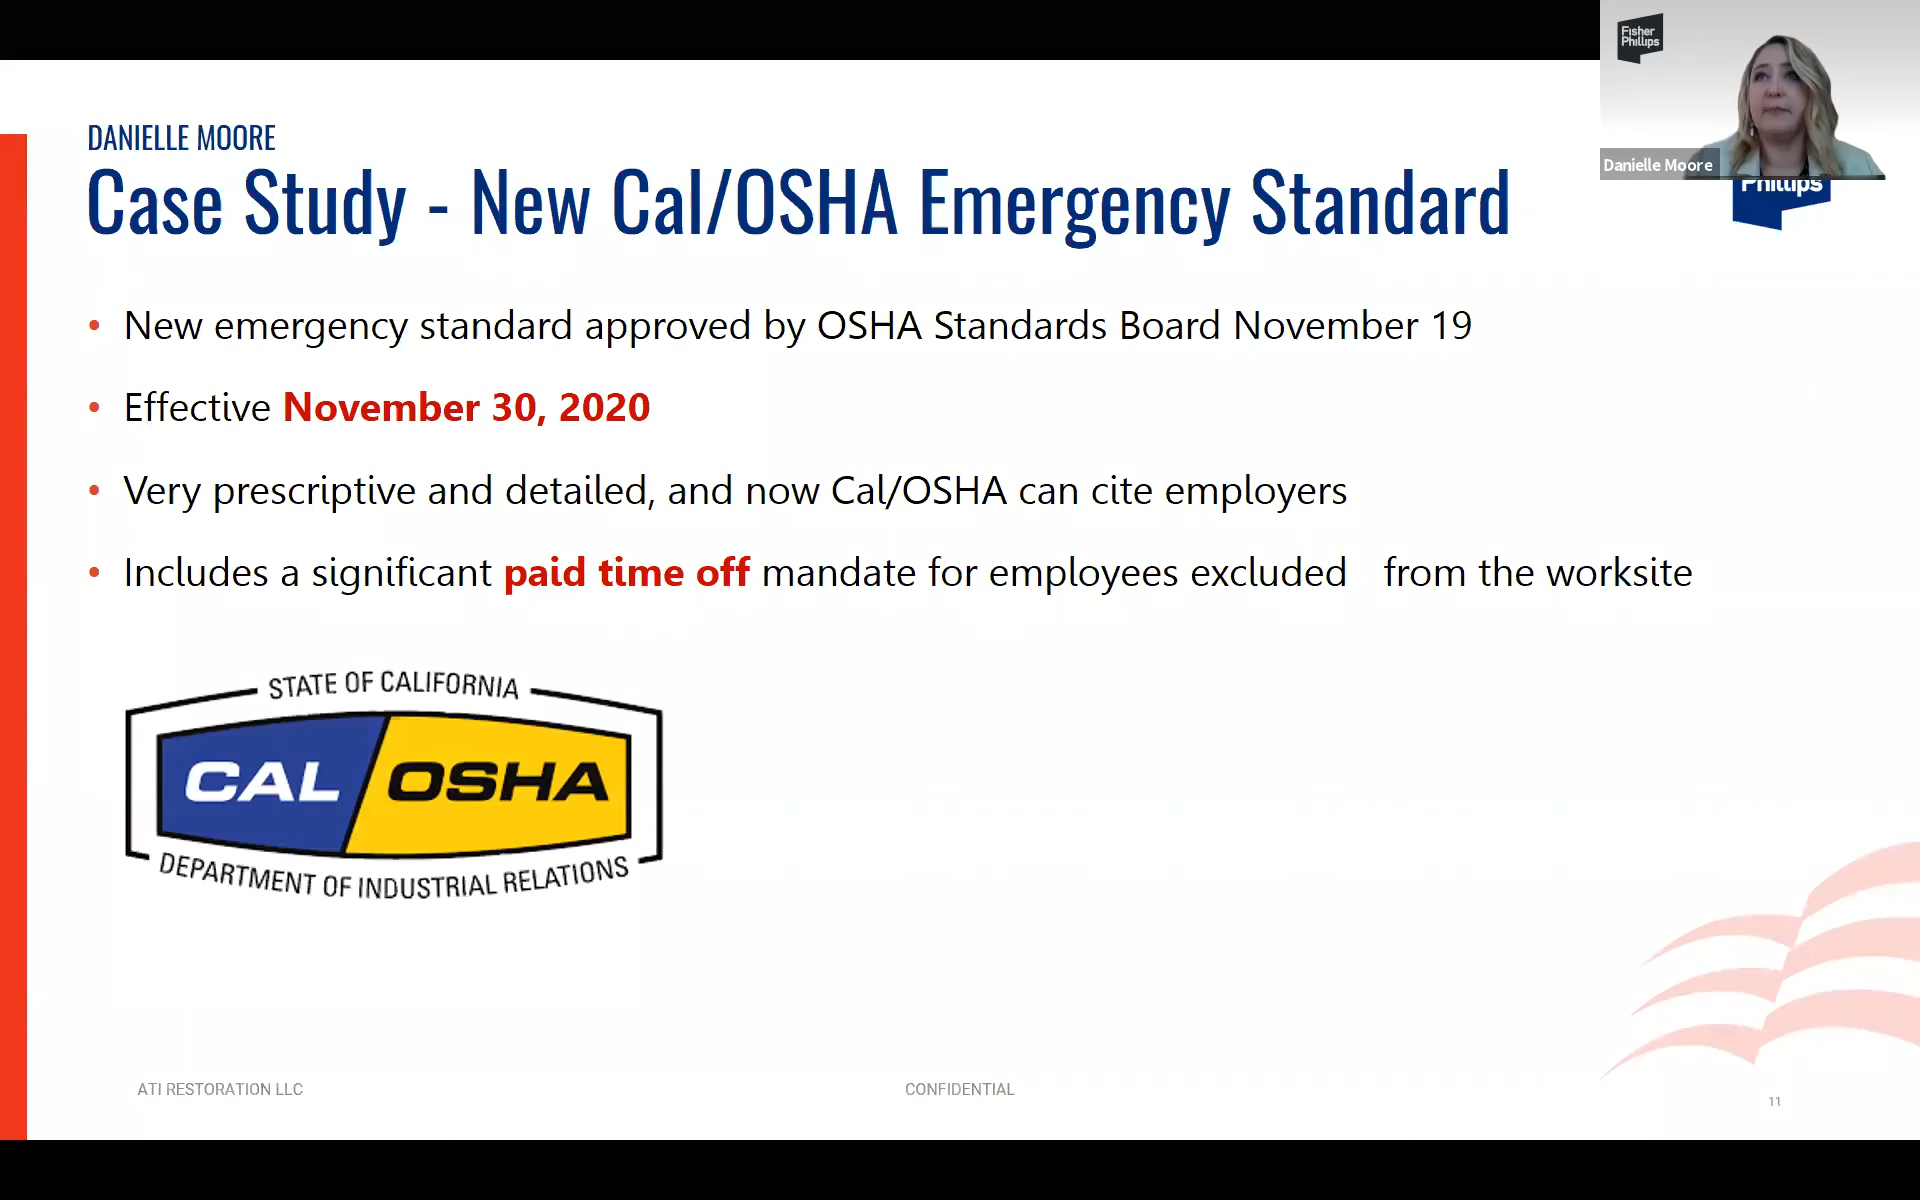 Fisher
Phillips
Danielle Moore
DANIELLE MOORE
Case Study - New Cal/OSHA Emergency Standard
Phillips
• New emergency standard approved by OSHA Standards Board November 19
• Effective November 30, 2020
• Very prescriptive and detailed, and now Cal/OSHA can cite employers
• Includes a significant paid time off mandate for employees excluded from the worksite
STATE OF CALIFORNIA
CAL OSHA
DEPARTMENT OF INDUSTRIAL RELATIONS
ATI RESTORATION LLC
CONFIDENTIAL
11